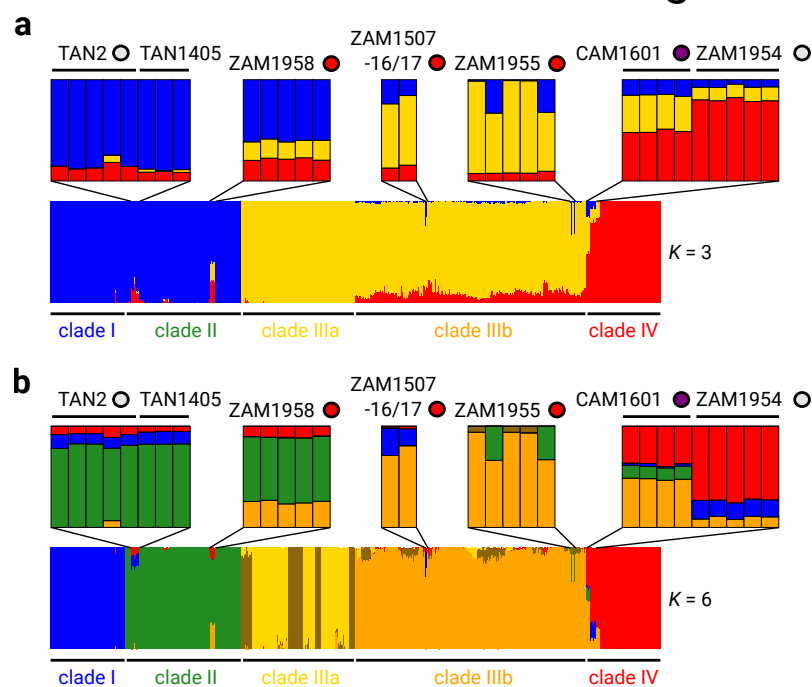 a
TAN2 TAN1405
ZAM1958
ZAM1507
-16/17
ZAM1955
CAM1601 ZAM1954
K = 3
clade I clade II clade IIIa clade IIIb clade IV
b
TAN2 TAN1405
ZAM1958
ZAM1507
-16/17
ZAM1955
CAM1601 ZAM1954
K = 6
clade I clade II clade IIIa clade IIIb clade IV